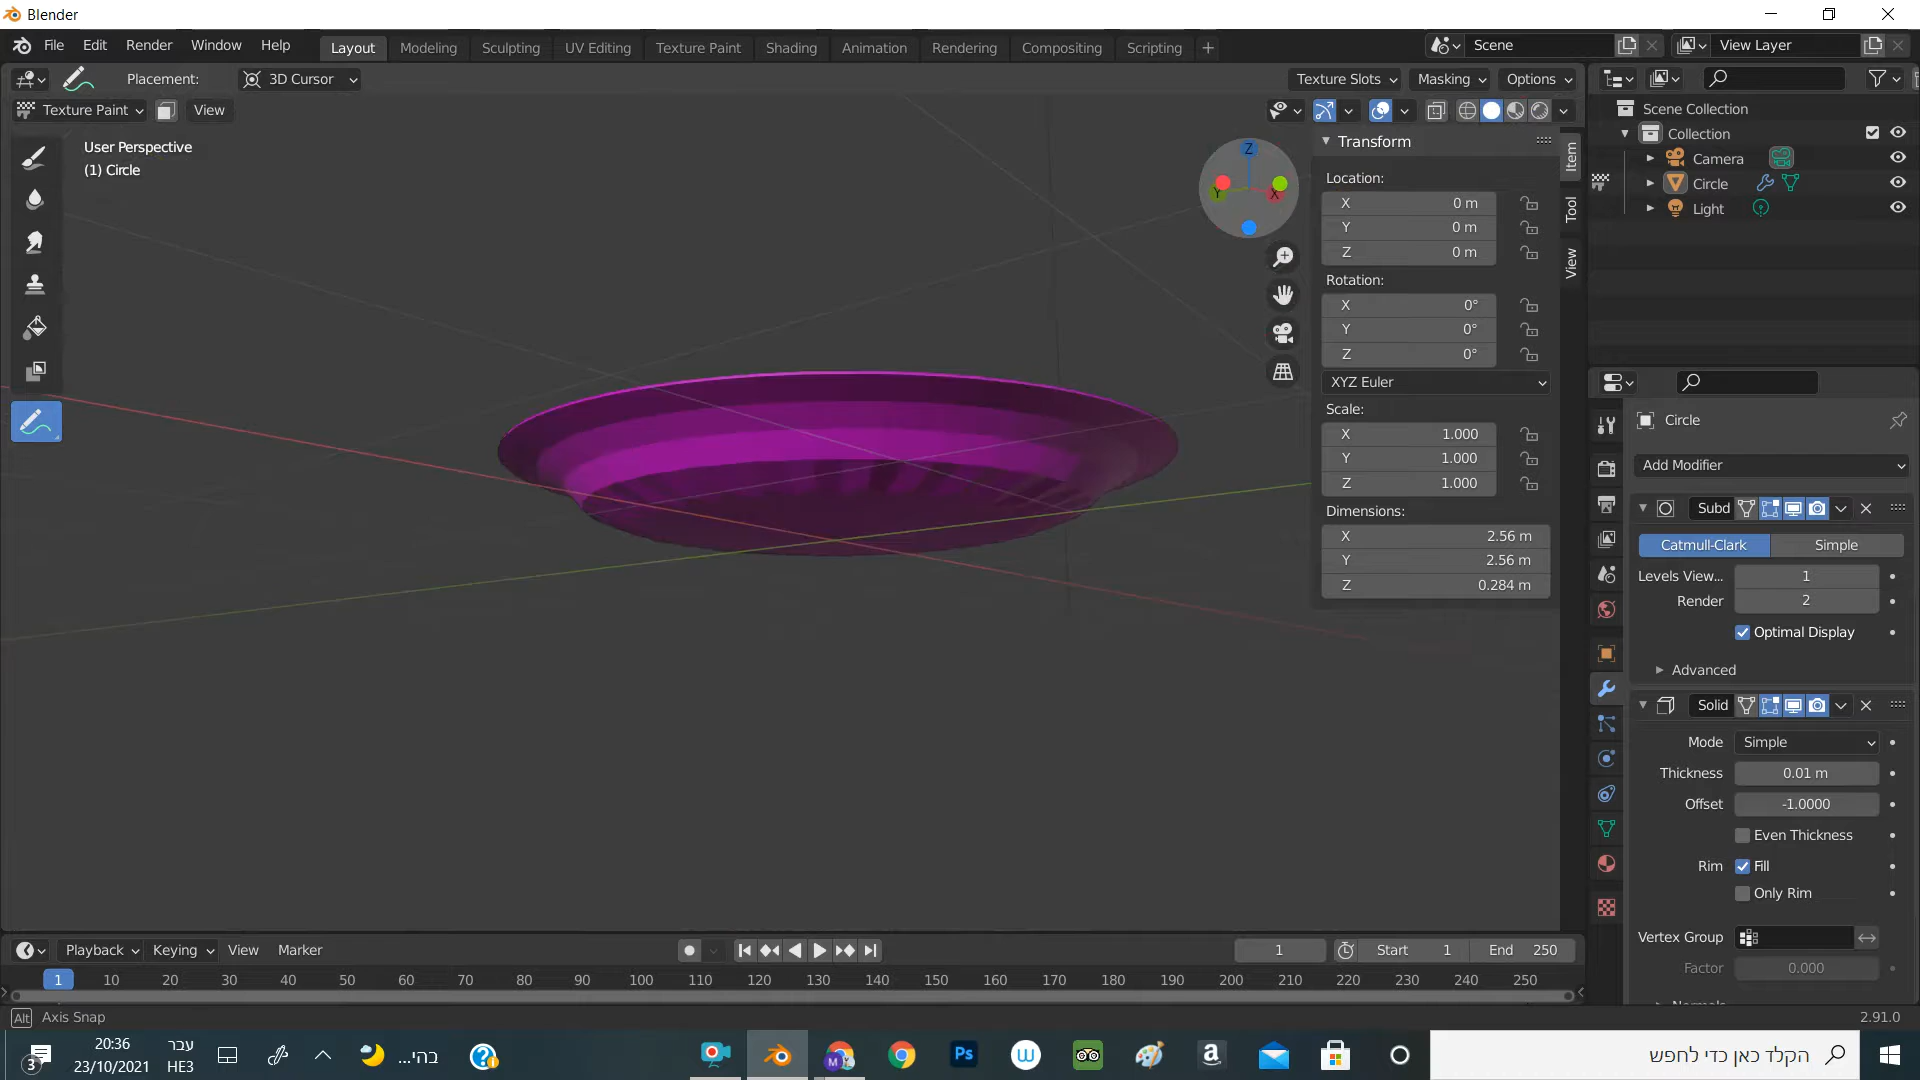 Blender
File Edit Render Window Help Layout Modeling Sculpting UV Editing Texture Paint Shading Animation Rendering Compositing Scripting + Scene View Layer
Placement: 3D Cursor Texture Slots Masking Options
Texture Paint View
User Perspective
(1) Circle
Z
Y X
Transform
Location:
X 0 m
Y 0 m
Z 0 m
Rotation:
X 0°
Y 0°
Z 0°
XYZ Euler
Scale:
X 1.000
Y 1.000
Z 1.000
Dimensions:
X 2.56 m
Y 2.56 m
Z 0.284 m
Item
Tool
View
Scene Collection
Collection
Camera
Circle
Light
Circle
Add Modifier
Subd
Catmull-Clark Simple
Levels View... 1
Render 2
Optimal Display
Advanced
Solid
Mode Simple
Thickness 0.01 m
Offset -1.0000
Even Thickness
Rim Fill
Only Rim
Vertex Group
Factor 0.000
Playback Keying View Marker 1 Start 1 End 250
1 10 20 30 40 50 60 70 80 90 100 110 120 130 140 150 160 170 180 190 200 210 220 230 240 250
Alt Axis Snap 2.91.0
3
20:36
23/10/2021
עבר
HE3
בהי...
Ps
הקלד כאן כדי לחפש